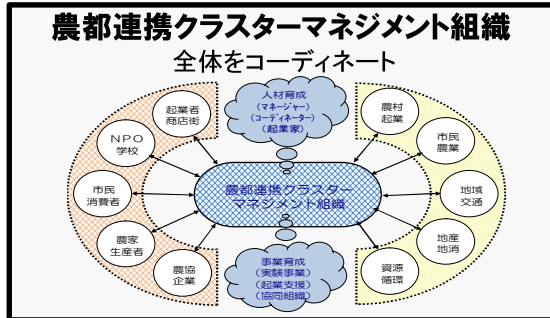 農都連携クラスターマネジメント組織
全体をコーディネート
人材育成
(マネージャー)
(コーディネーター)
(起業家)
起業者
商店街
NPO
学校
市民
消費者
農家
生産者
農協
企業
農都連携クラスター
マネジメント組織
農村
起業
市民
農業
地域
交通
地産
地消
資源
循環
事業育成
(実験事業)
(起業支援)
(協同組織)